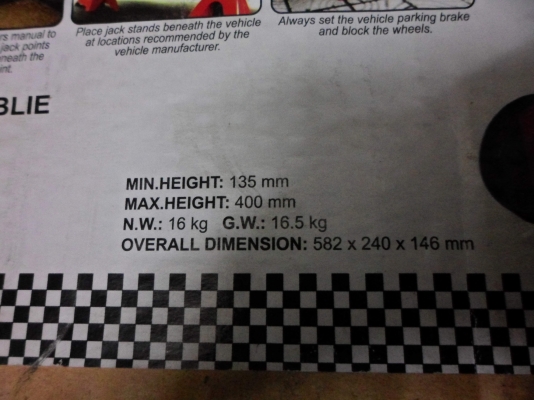 rs manual to
jack points
neath the
int.
Place jack stands beneath the vehicle
at locations recommended by the
vehicle manufacturer.
Always set the vehicle parking brake
and block the wheels.
BLIE
MIN.HEIGHT: 135 mm
MAX.HEIGHT: 400 mm
N.W.: 16 kg G.W.: 16.5 kg
OVERALL DIMENSION: 582 x 240 x 146 mm